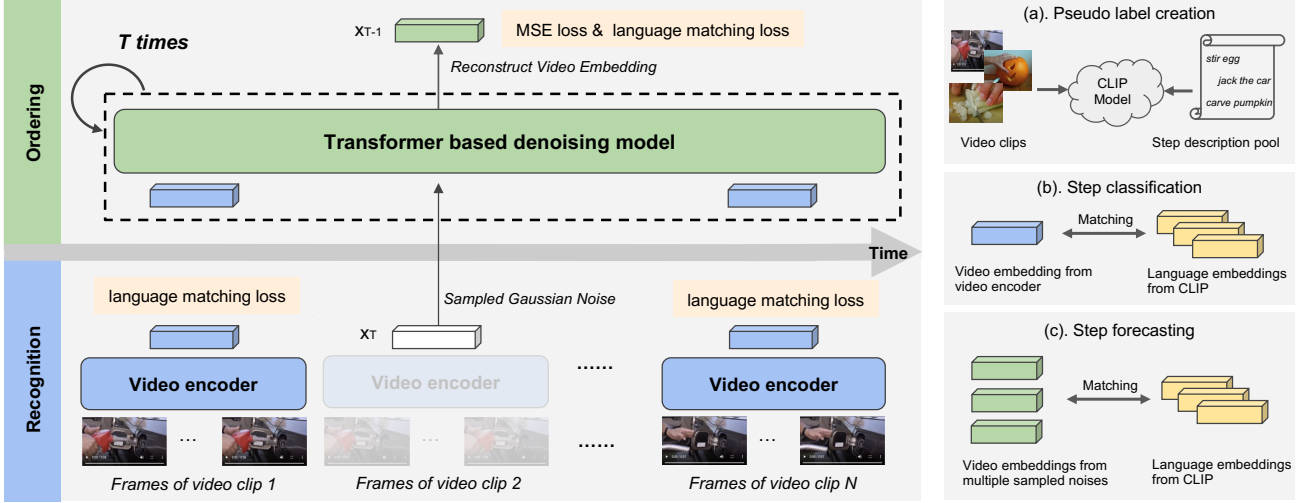 T times
XT-1
MSE loss & language matching loss
Reconstruct Video Embedding
Ordering
Transformer based denoising model
Time
Recognition
language matching loss
Sampled Gaussian Noise
language matching loss
XT
Video encoder
Video encoder
......
Video encoder
...
...
......
...
Frames of video clip 1
Frames of video clip 2
Frames of video clip N
(a). Pseudo label creation
stir egg
jack the car
carve pumpkin
CLIP
Model
Video clips
Step description pool
(b). Step classification
Matching
Video embedding from
video encoder
Language embeddings
from CLIP
(c). Step forecasting
Matching
Video embeddings from
multiple sampled noises
Language embeddings
from CLIP